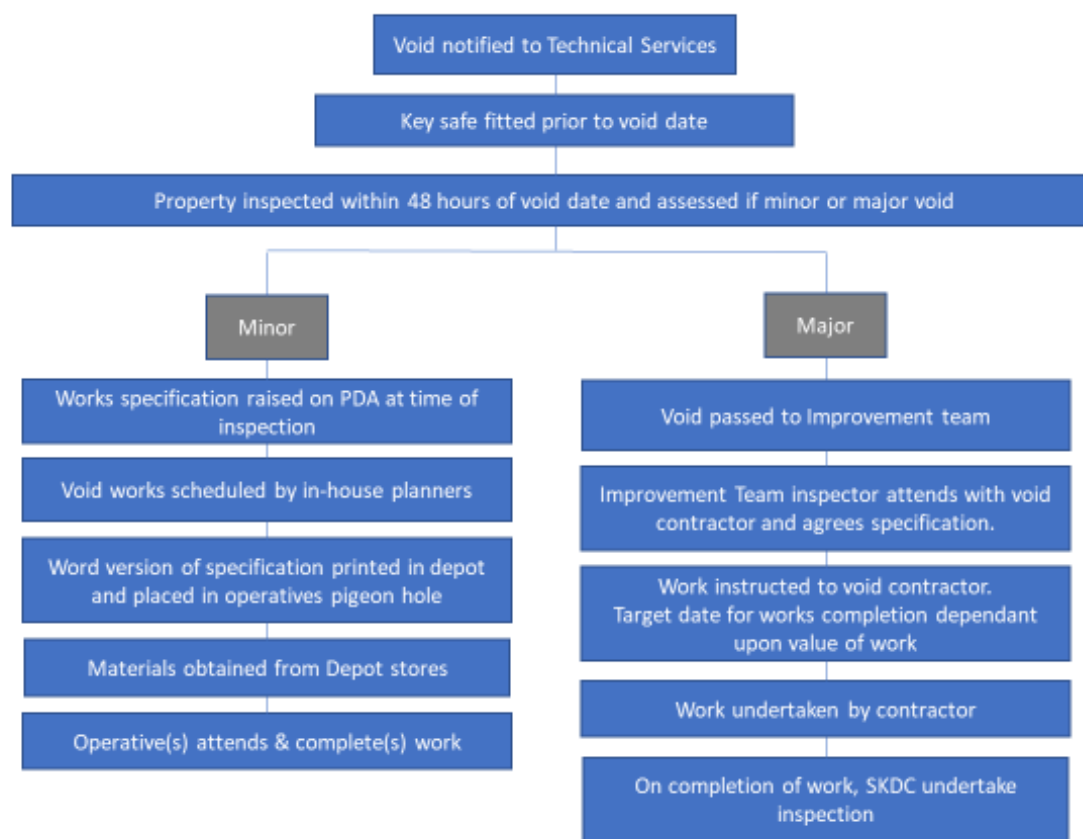 Void notified to Technical Services
Key safe fitted prior to void date
Property inspected within 48 hours of void date and assessed if minor or major void
Minor
Works specification raised on PDA at time of
inspection
Void works scheduled by in-house planners
Word version of specification printed in depot
and placed in operatives pigeon hole
Materials obtained from Depot stores
Operative(s) attends & complete(s) work
Major
Void passed to Improvement team
Improvement Team inspector attends with void
contractor and agrees specification.
Work instructed to void contractor.
Target date for works completion dependant
upon value of work
Work undertaken by contractor
On completion of work, SKDC undertake
inspection